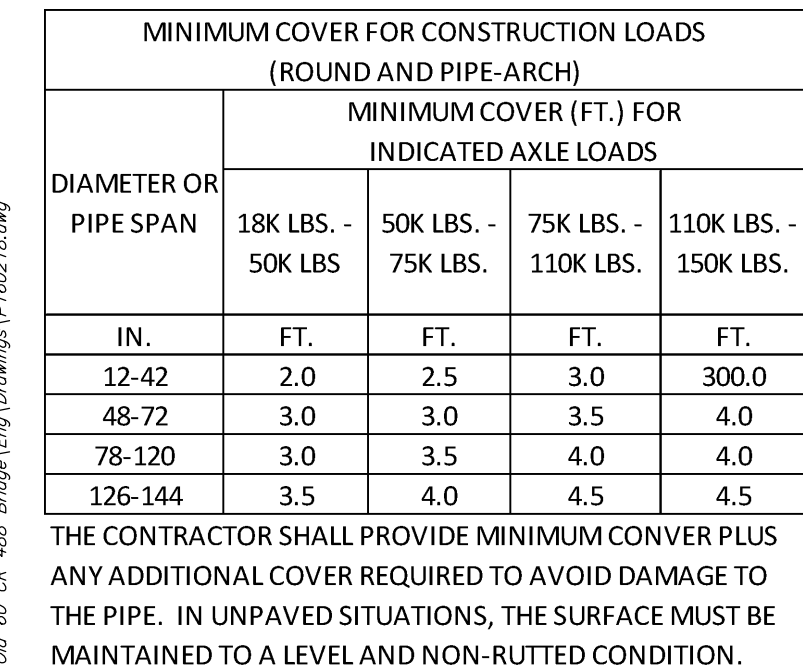 MINIMUM COVER FOR CONSTRUCTION LOADS
(ROUND AND PIPE-ARCH)
DIAMETER OR
PIPE SPAN
MINIMUM COVER (FT.) FOR
INDICATED AXLE LOADS
18K LBS. -
50K LBS
50K LBS. -
75K LBS.
75K LBS. -
110K LBS.
110K LBS. -
150K LBS.
IN. FT. FT. FT. FT.
12-42 2.0 2.5 3.0 300.0
48-72 3.0 3.0 3.5 4.0
78-120 3.0 3.5 4.0 4.0
126-144 3.5 4.0 4.5 4.5
THE CONTRACTOR SHALL PROVIDE MINIMUM CONVER PLUS
ANY ADDITIONAL COVER REQUIRED TO AVOID DAMAGE TO
THE PIPE. IN UNPAVED SITUATIONS, THE SURFACE MUST BE
MAINTAINED TO A LEVEL AND NON-RUTTED CONDITION.
Bridge\Eng\Drawings\